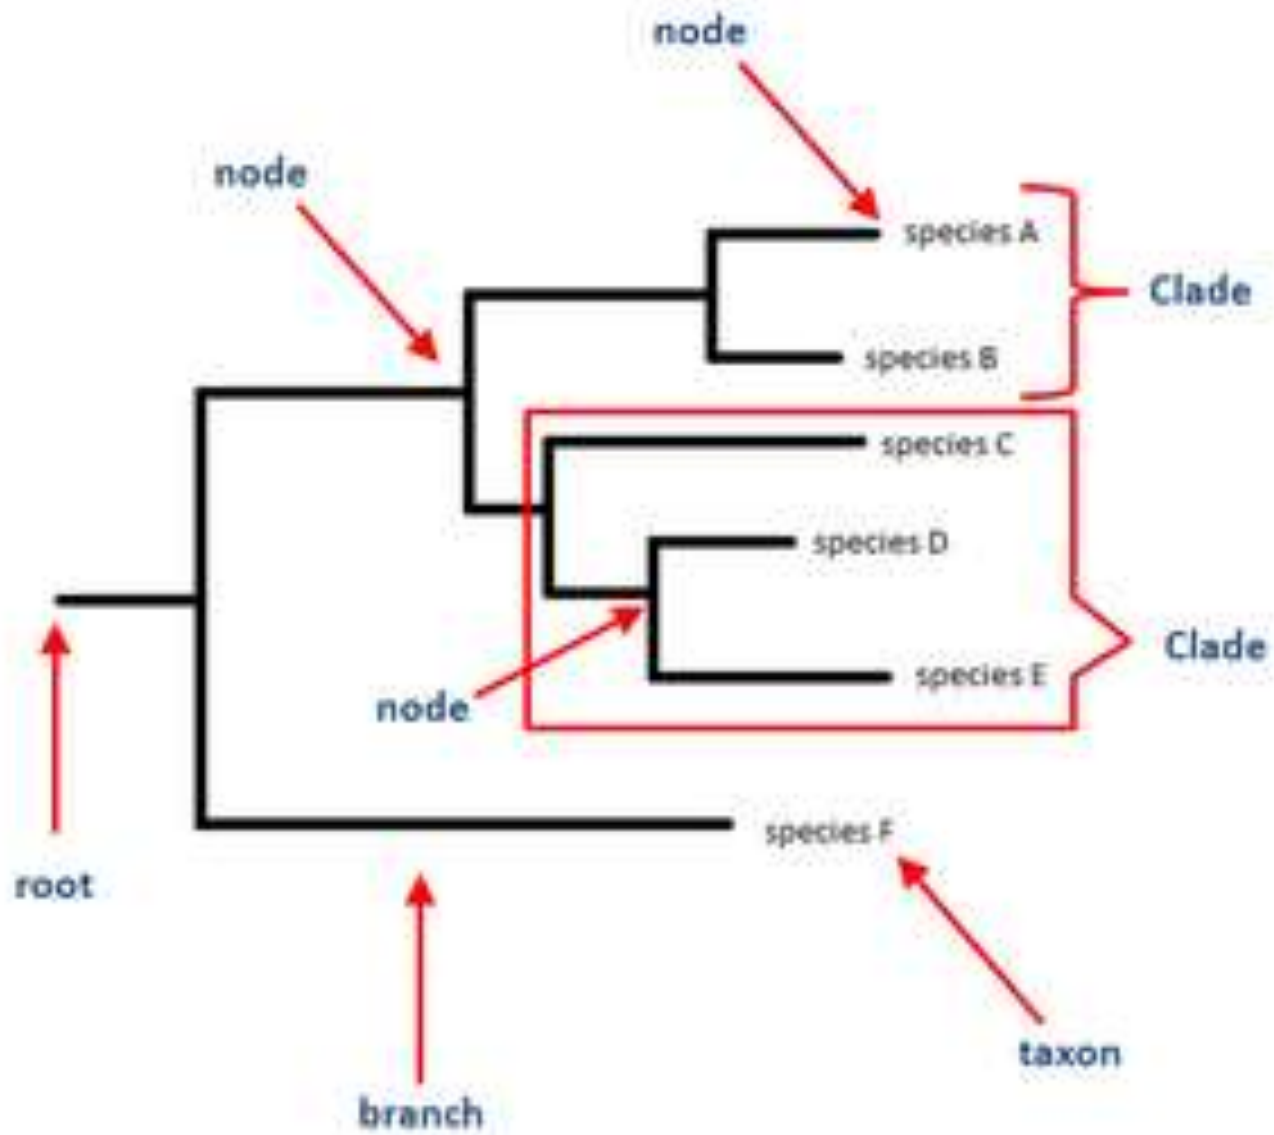 node
node
species A
Clade
species B
species C
species D
Clade
species E
node
species F
root
taxon
branch